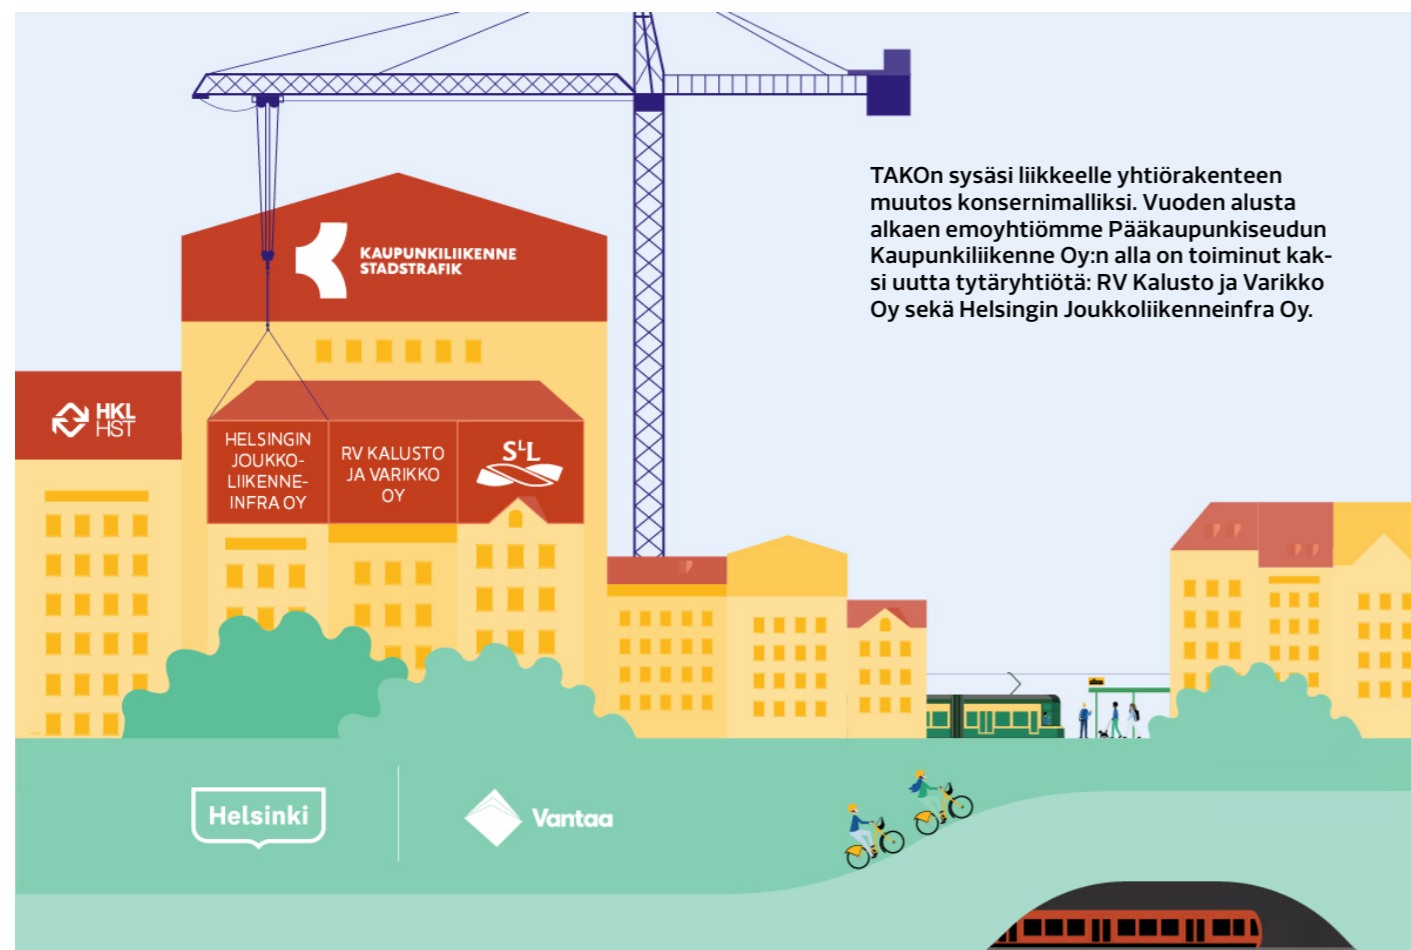 TAKOn sysäsi liikkeelle yhtiörakenteen
muutos konsernimalliksi. Vuoden alusta
alkaen emoyhtiömme Pääkaupunkiseudun
Kaupunkiliikenne Oy:n alla on toiminut kak-
si uutta tytäryhtiötä: RV Kalusto ja Varikko
Oy sekä Helsingin Joukkoliikenneinfra Oy.
KAUPUNKILIIKENNE
STADSTRAFIK
HKL
HST
HELSINGIN
JOUKKO-
LIIKENNE-
INFRA OY
RV KALUSTO
JA VARIKKO
OY
SLL
Helsinki
Vantaa